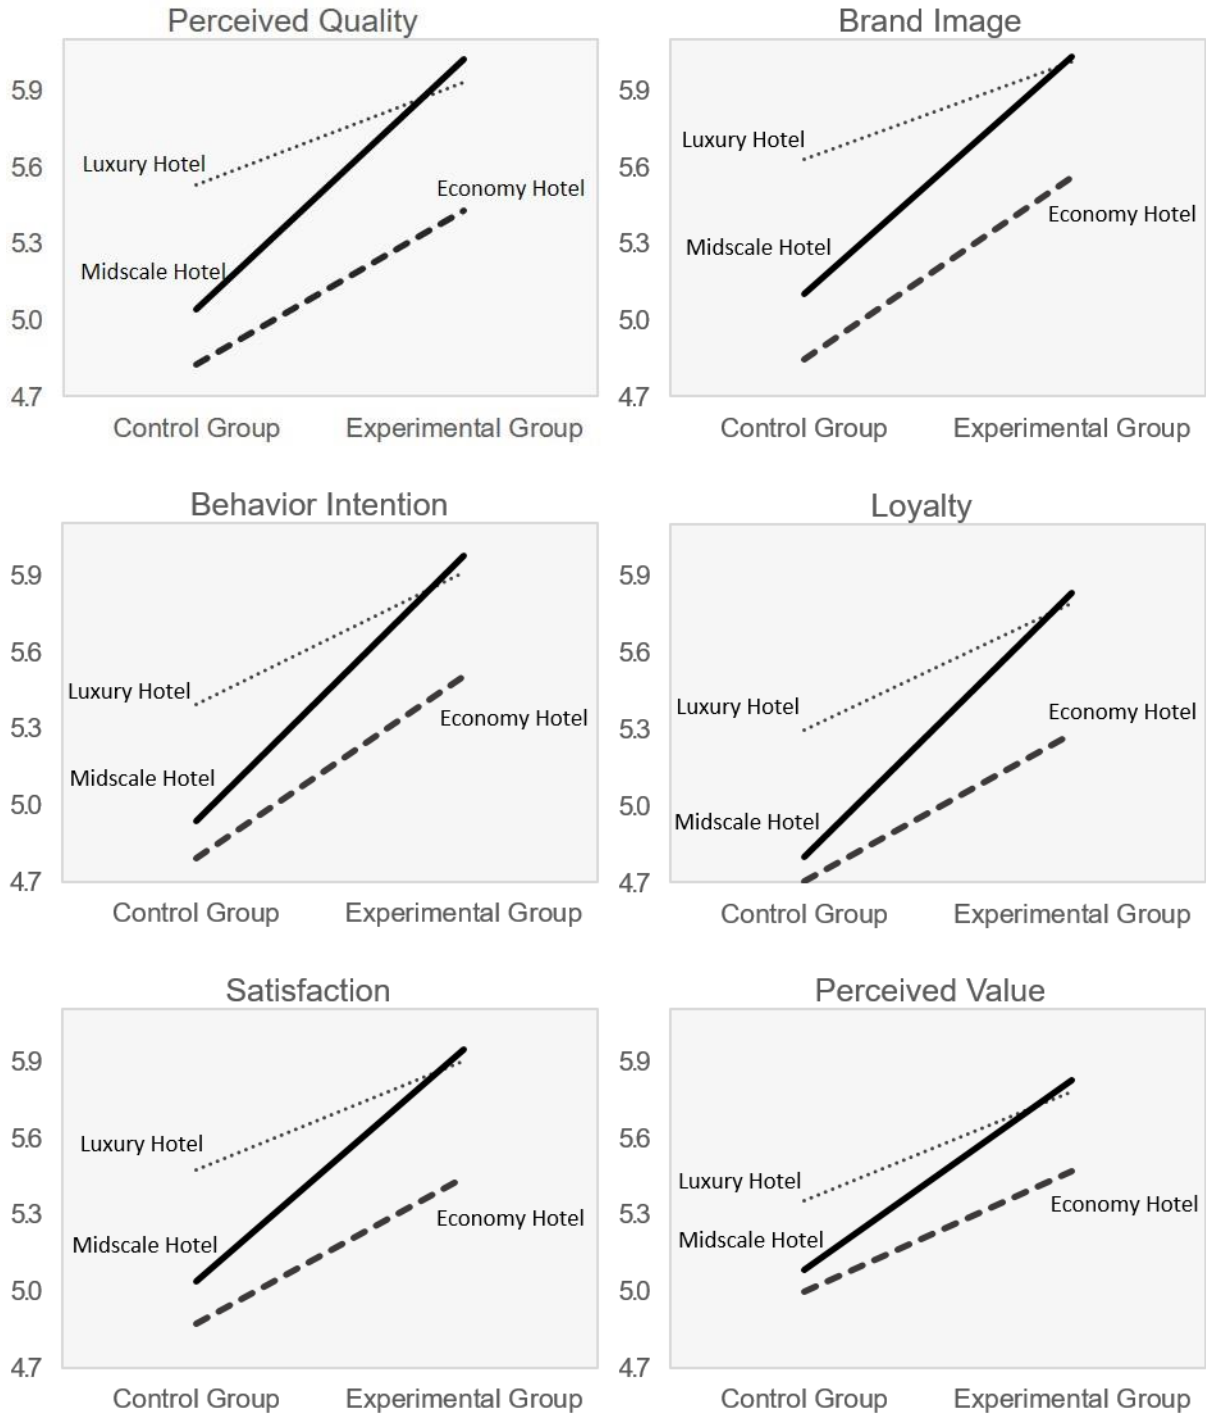 Perceived Quality
5.9
5.6
5.3
5.0
4.7
Luxury Hotel
Economy Hotel
Midscale Hotel
Control Group Experimental Group
Brand Image
5.9
5.6
5.3
5.0
4.7
Luxury Hotel
Economy Hotel
Midscale Hotel
Control Group Experimental Group
Behavior Intention
5.9
5.6
5.3
5.0
4.7
Luxury Hotel
Economy Hotel
Midscale Hotel
Control Group Experimental Group
Loyalty
5.9
5.6
5.3
5.0
4.7
Luxury Hotel
Economy Hotel
Midscale Hotel
Control Group Experimental Group
Satisfaction
5.9
5.6
5.3
5.0
4.7
Luxury Hotel
Economy Hotel
Midscale Hotel
Control Group Experimental Group
Perceived Value
5.9
5.6
5.3
5.0
4.7
Luxury Hotel
Economy Hotel
Midscale Hotel
Control Group Experimental Group